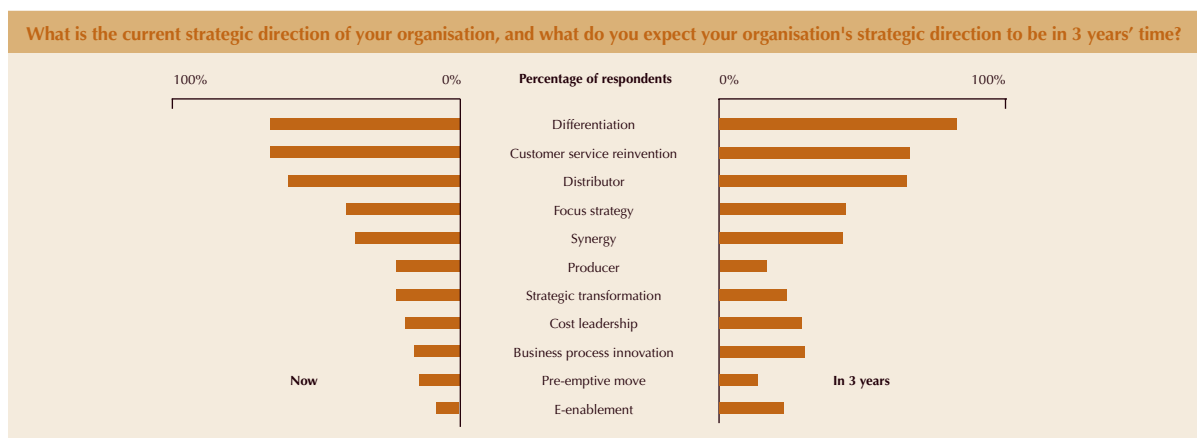 What is the current strategic direction of your organisation, and what do you expect your organisation's strategic direction to be in 3 years’ time?
100% 0% Percentage of respondents 0% 100%
Differentiation
Customer service reinvention
Distributor
Focus strategy
Synergy
Producer
Strategic transformation
Cost leadership
Business process innovation
Now Pre-emptive move In 3 years
E-enablement